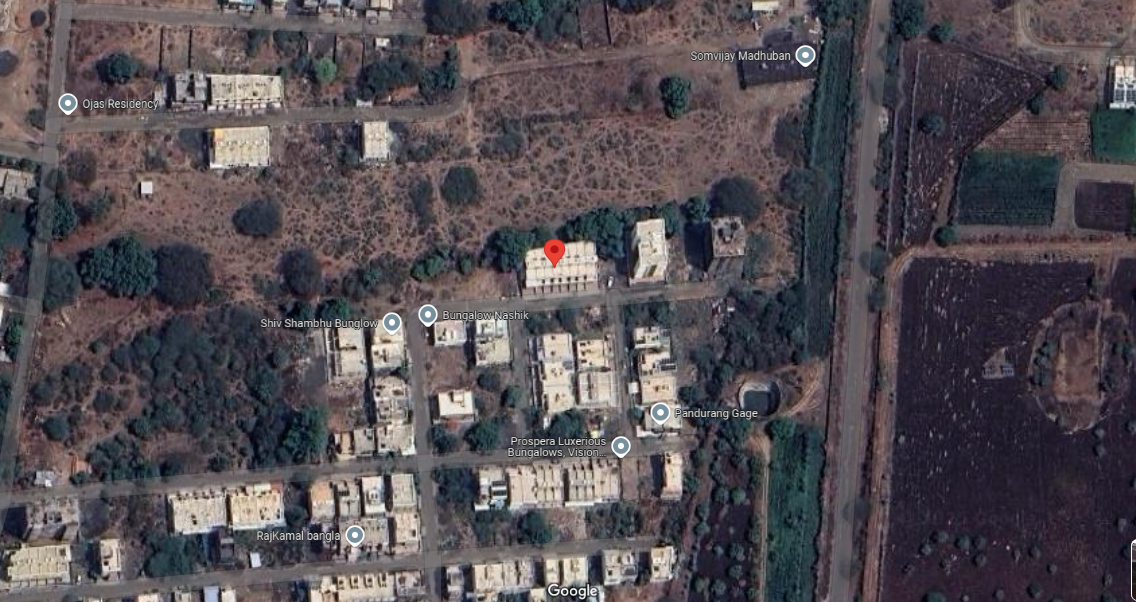 Somvijay Madhuban
Ojas Residency
Shiv Shambhu Bunglow
Bungalow Nashik
Pandurang Gage
Prospera Luxerious
Bungalows, Vision...
RajKamal bangla
Google